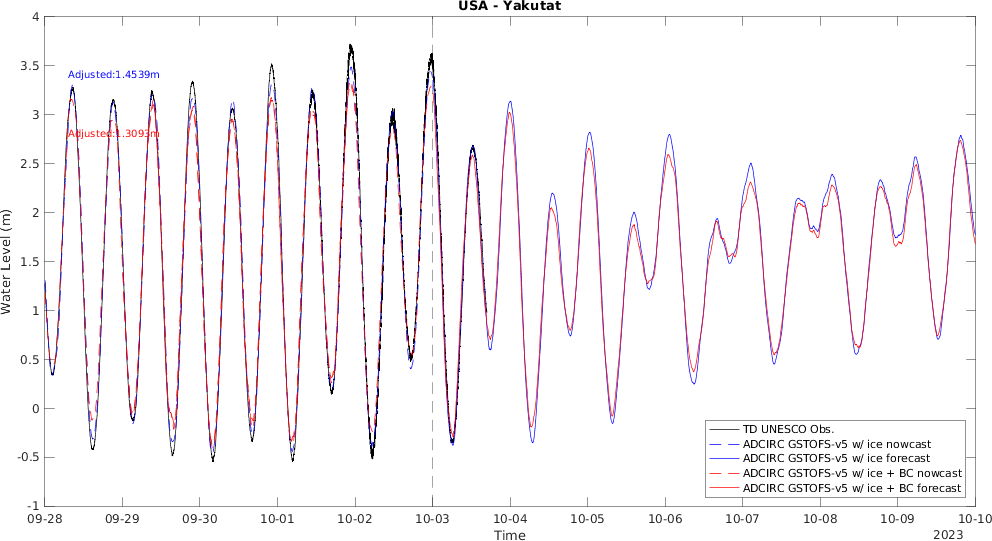 USA - Yakutat
4
3.5
3
2.5
2
1.5
1
0.5
0
-0.5
-1
Water Level (m)
Adjusted:1.4539m
Adjusted:1.3093m
TD UNESCO Obs.
ADCIRC GSTOFS-v5 w/ ice nowcast
ADCIRC GSTOFS-v5 w/ ice forecast
ADCIRC GSTOFS-v5 w/ ice + BC nowcast
ADCIRC GSTOFS-v5 w/ ice + BC forecast
09-28 09-29 09-30 10-01 10-02 10-03 10-04 10-05 10-06 10-07 10-08 10-09 10-10
Time
2023